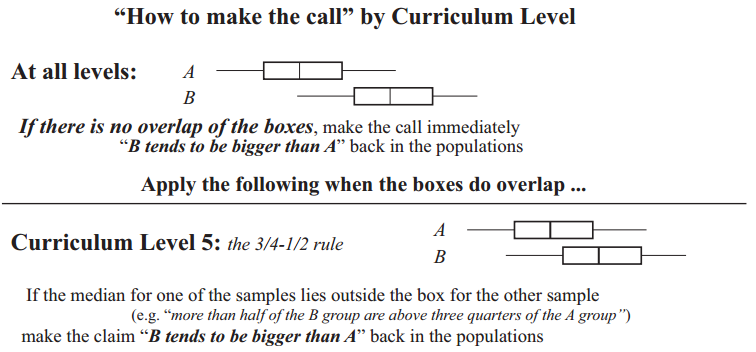 “How to make the call” by Curriculum Level
At all levels:
A
B
If there is no overlap of the boxes, make the call immediately
“B tends to be bigger than A” back in the populations
Apply the following when the boxes do overlap ...
Curriculum Level 5: the 3/4-1/2 rule
A
B
If the median for one of the samples lies outside the box for the other sample
(e.g. “more than half of the B group are above three quarters of the A group”)
make the claim “B tends to be bigger than A” back in the populations